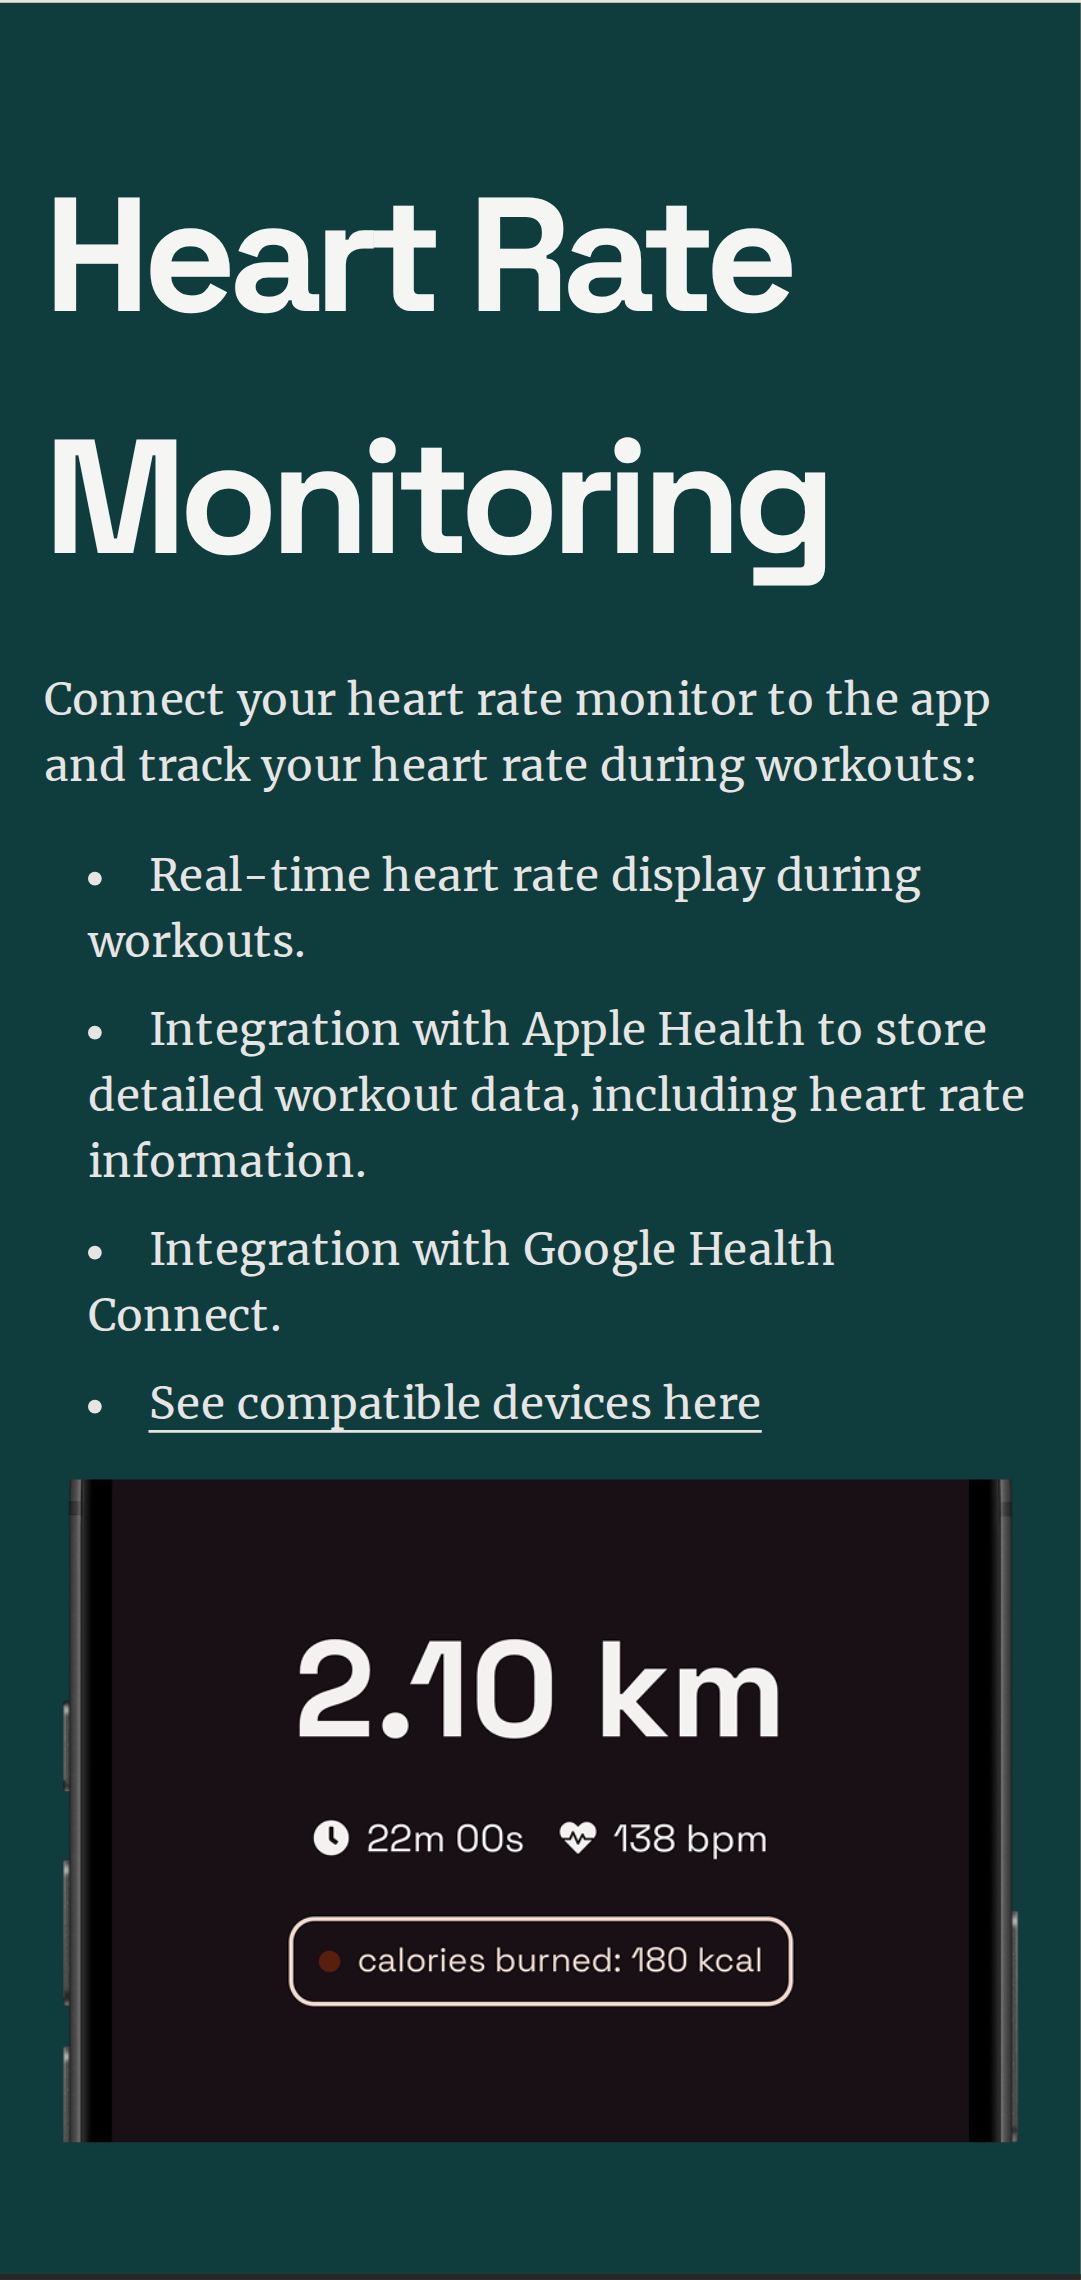 Heart Rate
Monitoring
Connect your heart rate monitor to the app
and track your heart rate during workouts:
• Real-time heart rate display during
workouts.
• Integration with Apple Health to store
detailed workout data, including heart rate
information.
• Integration with Google Health
Connect.
• See compatible devices here
2.10 km
22m 00s 138 bpm
calories burned: 180 kcal